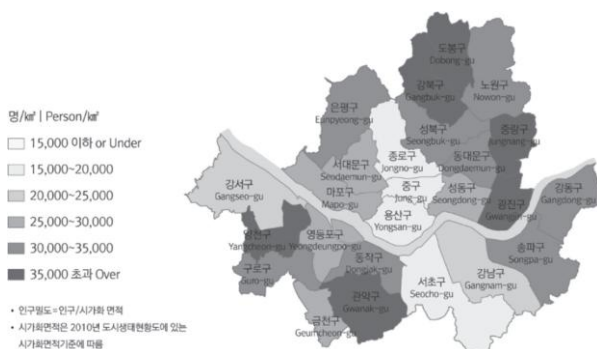 명/㎢ | Person/㎢
15,000 이하 or Under
15,000~20,000
20,000~25,000
25,000~30,000
30,000~35,000
35,000 초과 Over
• 인구밀도=인구/시가화 면적
• 시가화면적은 2010년 도시생태현황도에 있는
시가화면적기준에 따름
도봉구
Dobong-gu
강북구
Gangbuk-gu
노원구
Nowon-gu
은평구
Eunpyeong-gu
성북구
Seongbuk-gu
중랑구
Jungnang-gu
종로구
Jongno-gu
동대문구
Dongdaemun-gu
서대문구
Seodaemun-gu
중구
Jung-gu
성동구
Seongdong-gu
광진구
Gwangjin-gu
강동구
Gangdong-gu
마포구
Mapo-gu
강서구
Gangseo-gu
용산구
Yongsan-gu
양천구
Yangcheon-gu
영등포구
Yeongdeungpo-gu
동작구
Dongjak-gu
구로구
Guro-gu
관악구
Gwanak-gu
금천구
Geumcheon-gu
서초구
Seocho-gu
강남구
Gangnam-gu
송파구
Songpa-gu